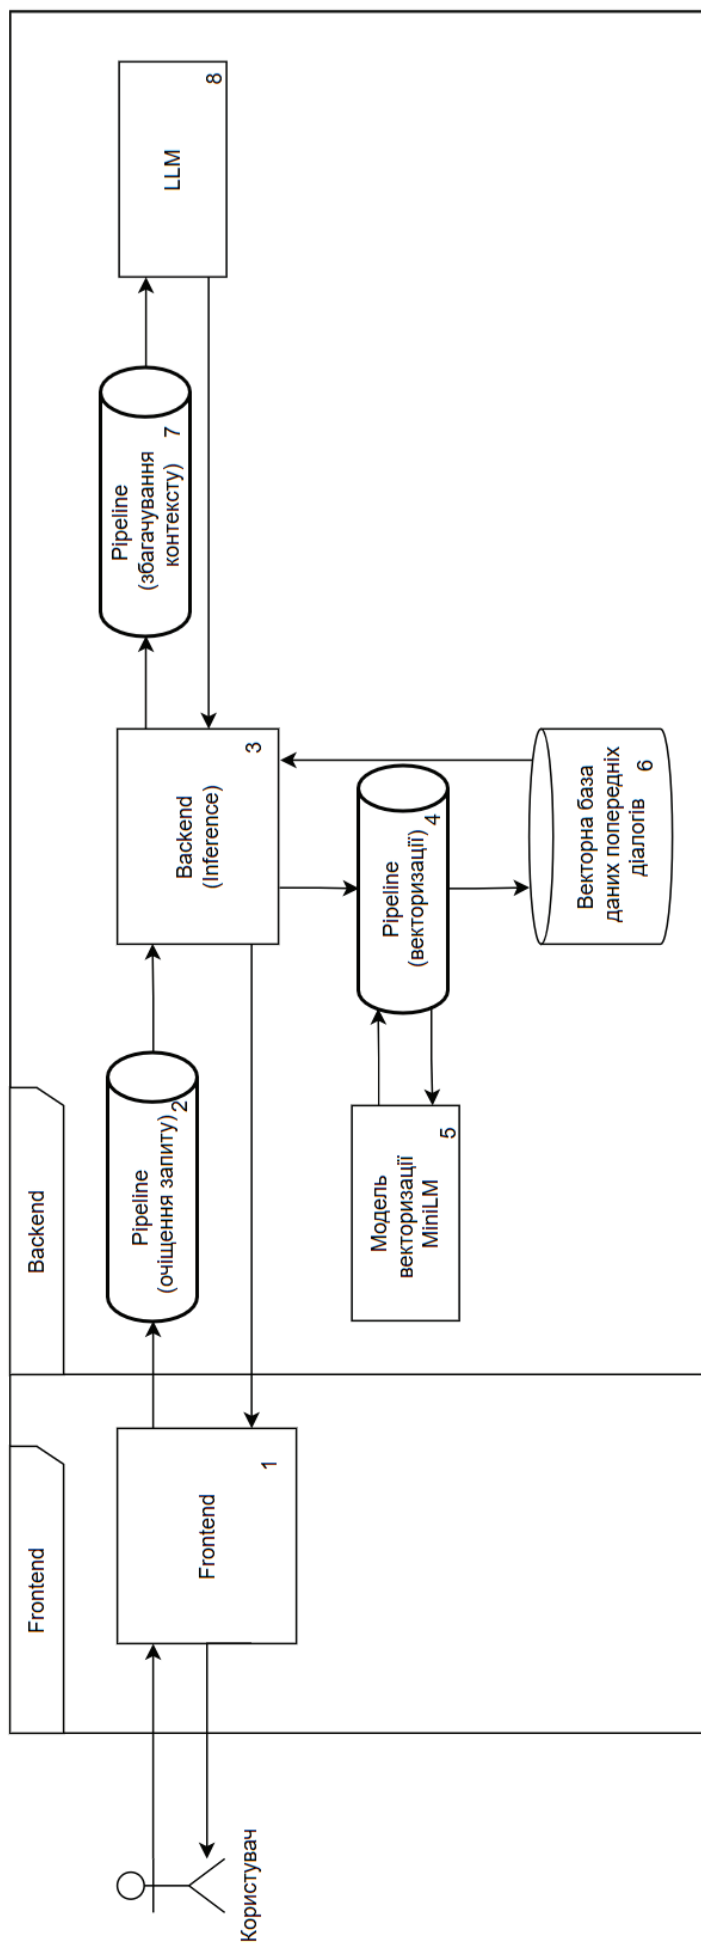 Frontend
Backend
Користувач
Frontend
1
Pipeline
(очіщення запиту)
2
Backend
(Inference)
3
Pipeline
(векторизації)
4
Модель
векторизації
MiniLM
5
Векторна база
даних попередніх
діалогів
6
Pipeline
(збагачування
контексту)
7
LLM
8